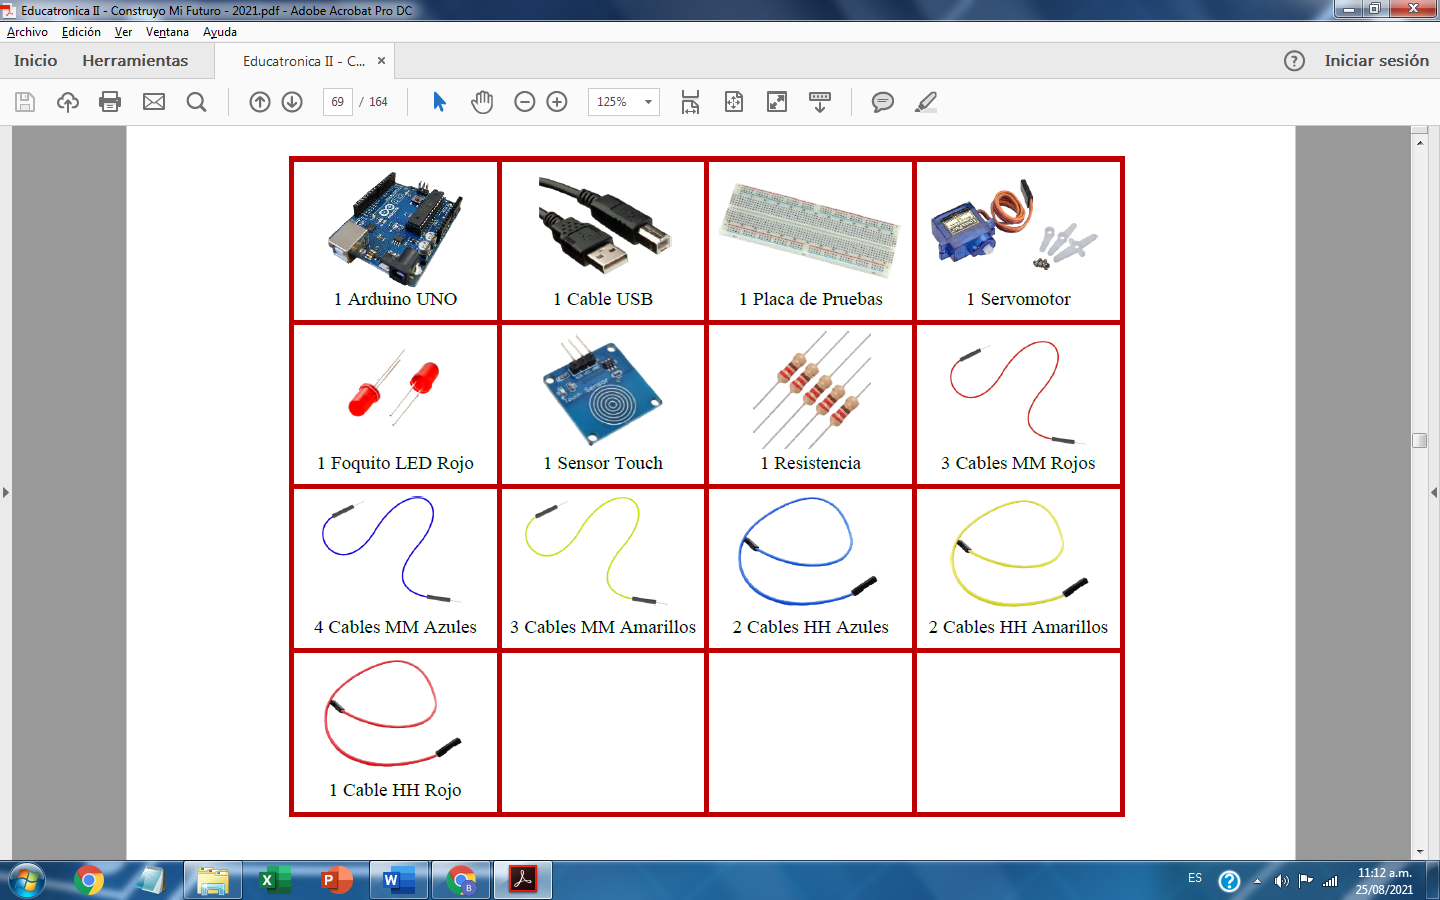 Educatronica II - Construyo Mi Futuro - 2021.pdf - Adobe Acrobat Pro DC
Archivo Edición Ver Ventana Ayuda
Inicio Herramientas Educatronica II - C... × Iniciar sesión
69 / 164 125%
1 Arduino UNO 1 Cable USB 1 Placa de Pruebas 1 Servomotor
1 Foquito LED Rojo 1 Sensor Touch 1 Resistencia 3 Cables MM Rojos
4 Cables MM Azules 3 Cables MM Amarillos 2 Cables HH Azules 2 Cables HH Amarillos
1 Cable HH Rojo
ES 11:12 a.m.
25/08/2021